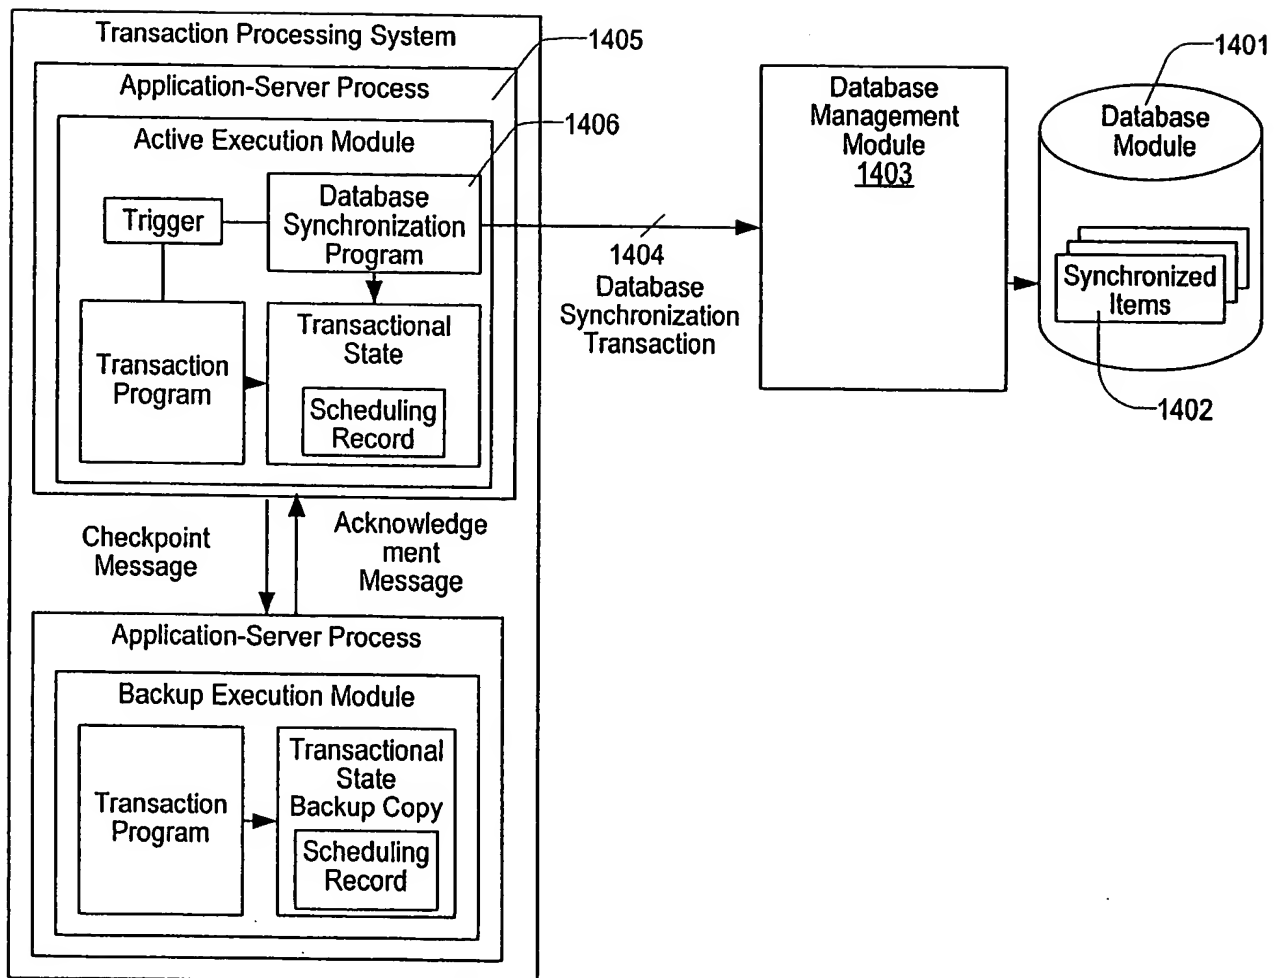 Transaction Processing System
1405
Application-Server Process
Active Execution Module
1406
Trigger
Database
Synchronization
Program
Transaction
Program
Transactional
State
Scheduling
Record
1404
Database
Synchronization
Transaction
Database
Management
Module
1403
1401
Database
Module
Synchronized
Items
1402
Checkpoint
Message
Acknowledge
ment
Message
Application-Server Process
Backup Execution Module
Transaction
Program
Transactional
State
Backup Copy
Scheduling
Record